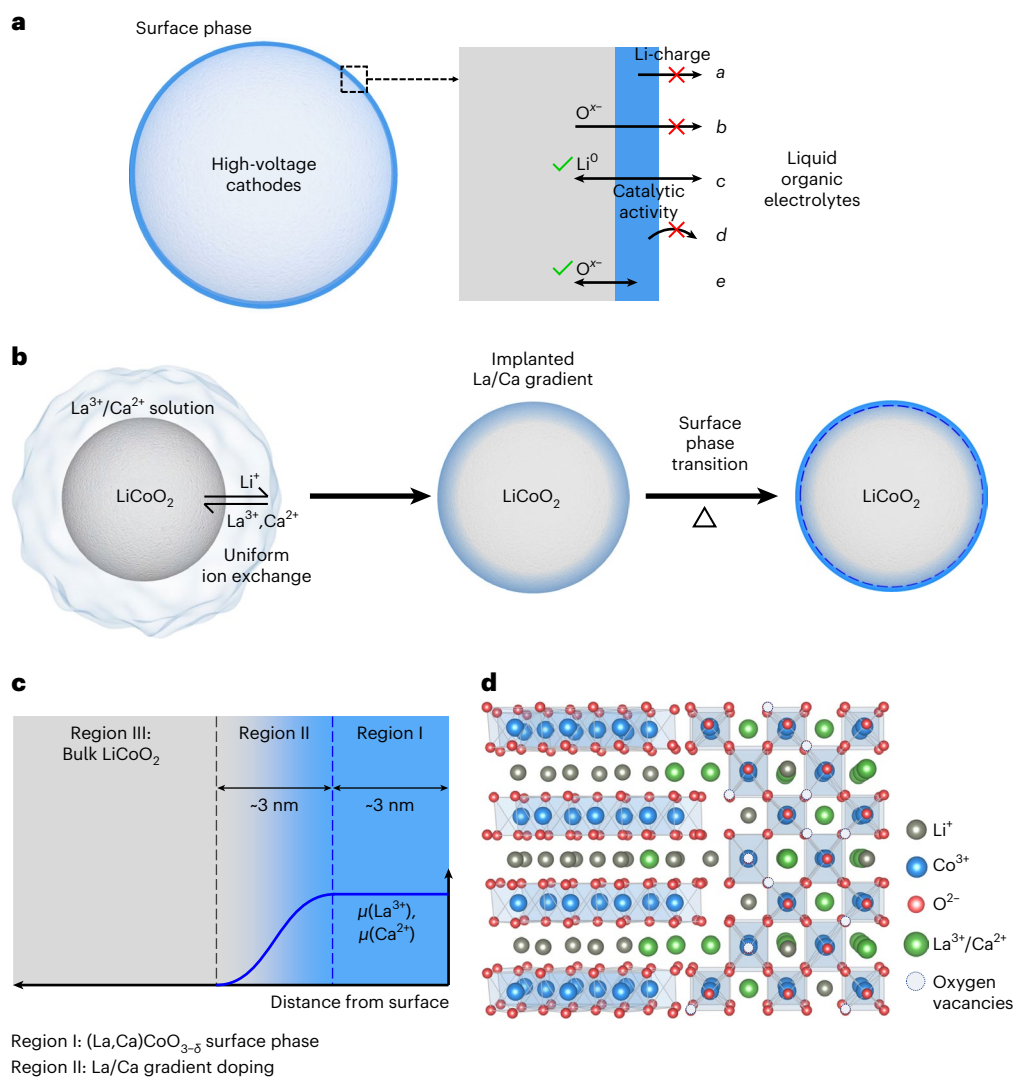 a
Surface phase
High-voltage
cathodes
Li-charge
a
Oˣ⁻
b
Li⁰
c
Catalytic
activity
d
Oˣ⁻
e
Liquid
organic
electrolytes
b
La³⁺/Ca²⁺ solution
LiCoO₂
Li⁺
La³⁺,Ca²⁺
Uniform
ion exchange
Implanted
La/Ca gradient
LiCoO₂
Surface
phase
transition
△
LiCoO₂
c
Region III:
Bulk LiCoO₂
Region II
Region I
~3 nm
~3 nm
μ(La³⁺),
μ(Ca²⁺)
Distance from surface
Region I: (La,Ca)CoO₃₋δ surface phase
Region II: La/Ca gradient doping
d
Li⁺
Co³⁺
O²⁻
La³⁺/Ca²⁺
Oxygen
vacancies